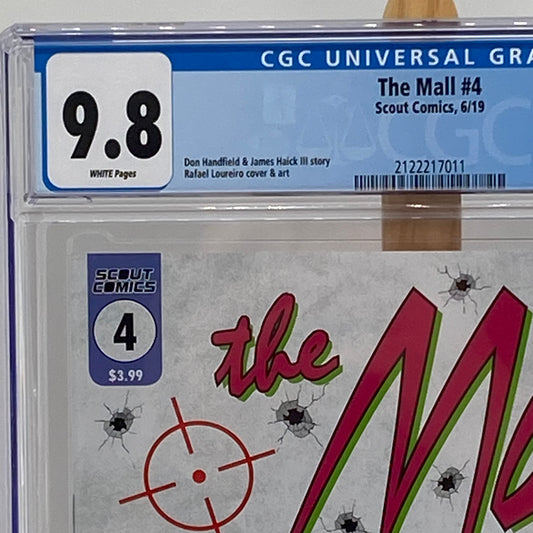 CGC UNIVERSAL GRA
9.8
WHITE Pages
The Mall #4
Scout Comics, 6/19
Don Handfield & James Haick III story
Rafael Loureiro cover & art
2122217011
CGC
SCOUT
COMICS
4
$3.99
the